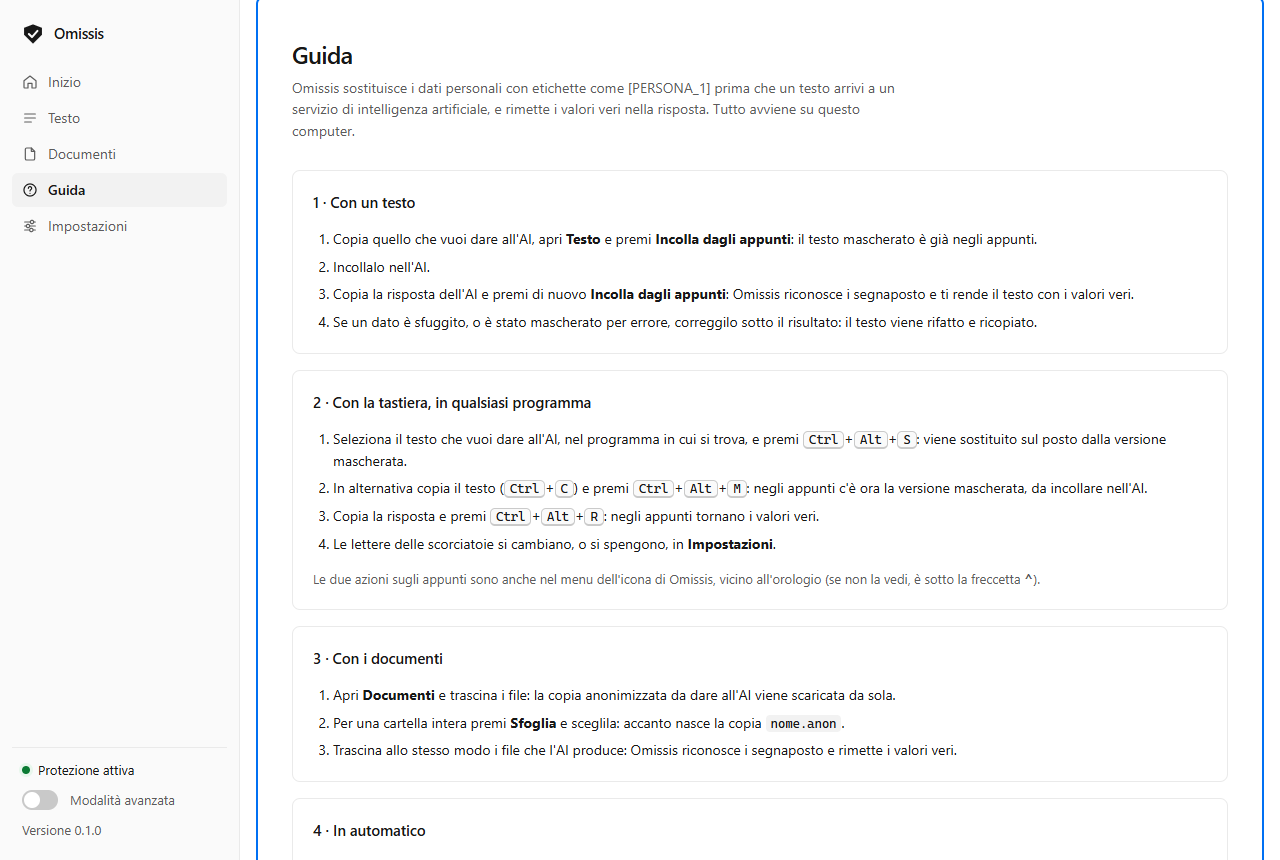 Omissis
Inizio
Testo
Documenti
Guida
Impostazioni
Protezione attiva
Modalità avanzata
Versione 0.1.0
Guida
Omissis sostituisce i dati personali con etichette come [PERSONA_1] prima che un testo arrivi a un
servizio di intelligenza artificiale, e rimette i valori veri nella risposta. Tutto avviene su questo
computer.
1 · Con un testo
1. Copia quello che vuoi dare all'AI, apri Testo e premi Incolla dagli appunti: il testo mascherato è già negli appunti.
2. Incollalo nell'AI.
3. Copia la risposta dell'AI e premi di nuovo Incolla dagli appunti: Omissis riconosce i segnaposto e ti rende il testo con i valori veri.
4. Se un dato è sfuggito, o è stato mascherato per errore, correggilo sotto il risultato: il testo viene rifatto e ricopiato.
2 · Con la tastiera, in qualsiasi programma
1. Seleziona il testo che vuoi dare all'AI, nel programma in cui si trova, e premi Ctrl+Alt+S: viene sostituito sul posto dalla versione
mascherata.
2. In alternativa copia il testo (Ctrl+C) e premi Ctrl+Alt+M: negli appunti c'è ora la versione mascherata, da incollare nell'AI.
3. Copia la risposta e premi Ctrl+Alt+R: negli appunti tornano i valori veri.
4. Le lettere delle scorciatoie si cambiano, o si spengono, in Impostazioni.
Le due azioni sugli appunti sono anche nel menu dell'icona di Omissis, vicino all'orologio (se non la vedi, è sotto la freccetta ^).
3 · Con i documenti
1. Apri Documenti e trascina i file: la copia anonimizzata da dare all'AI viene scaricata da sola.
2. Per una cartella intera premi Sfoglia e sceglila: accanto nasce la copia nome.anon.
3. Trascina allo stesso modo i file che l'AI produce: Omissis riconosce i segnaposto e rimette i valori veri.
4 · In automatico